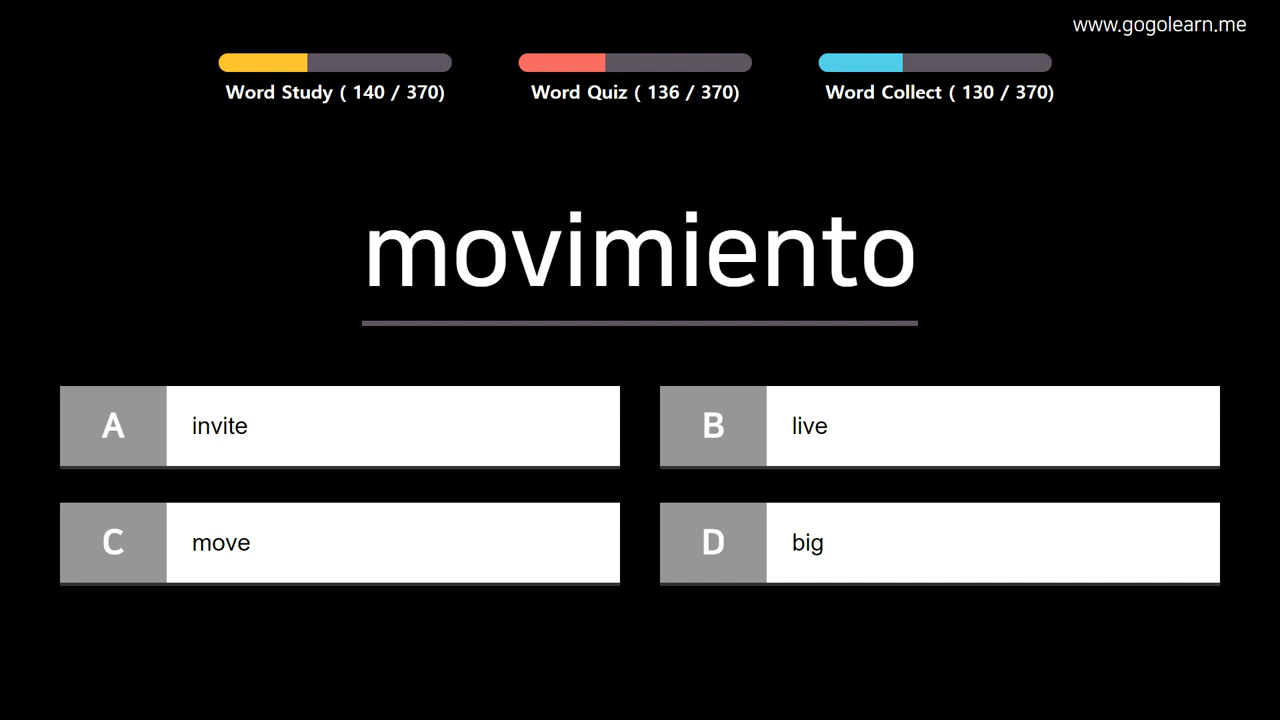 www.gogolearn.me
Word Study ( 140 / 370)
Word Quiz ( 136 / 370)
Word Collect ( 130 / 370)
movimiento
A invite
B live
C move
D big